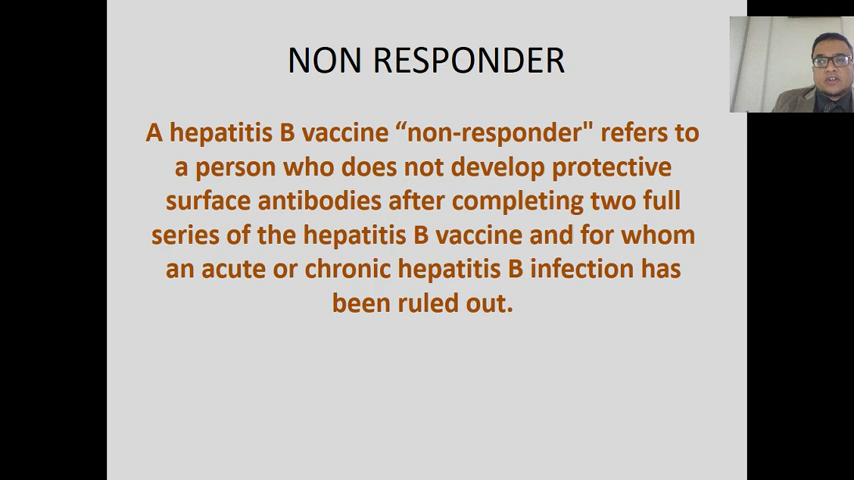 NON RESPONDER
A hepatitis B vaccine “non-responder" refers to
a person who does not develop protective
surface antibodies after completing two full
series of the hepatitis B vaccine and for whom
an acute or chronic hepatitis B infection has
been ruled out.